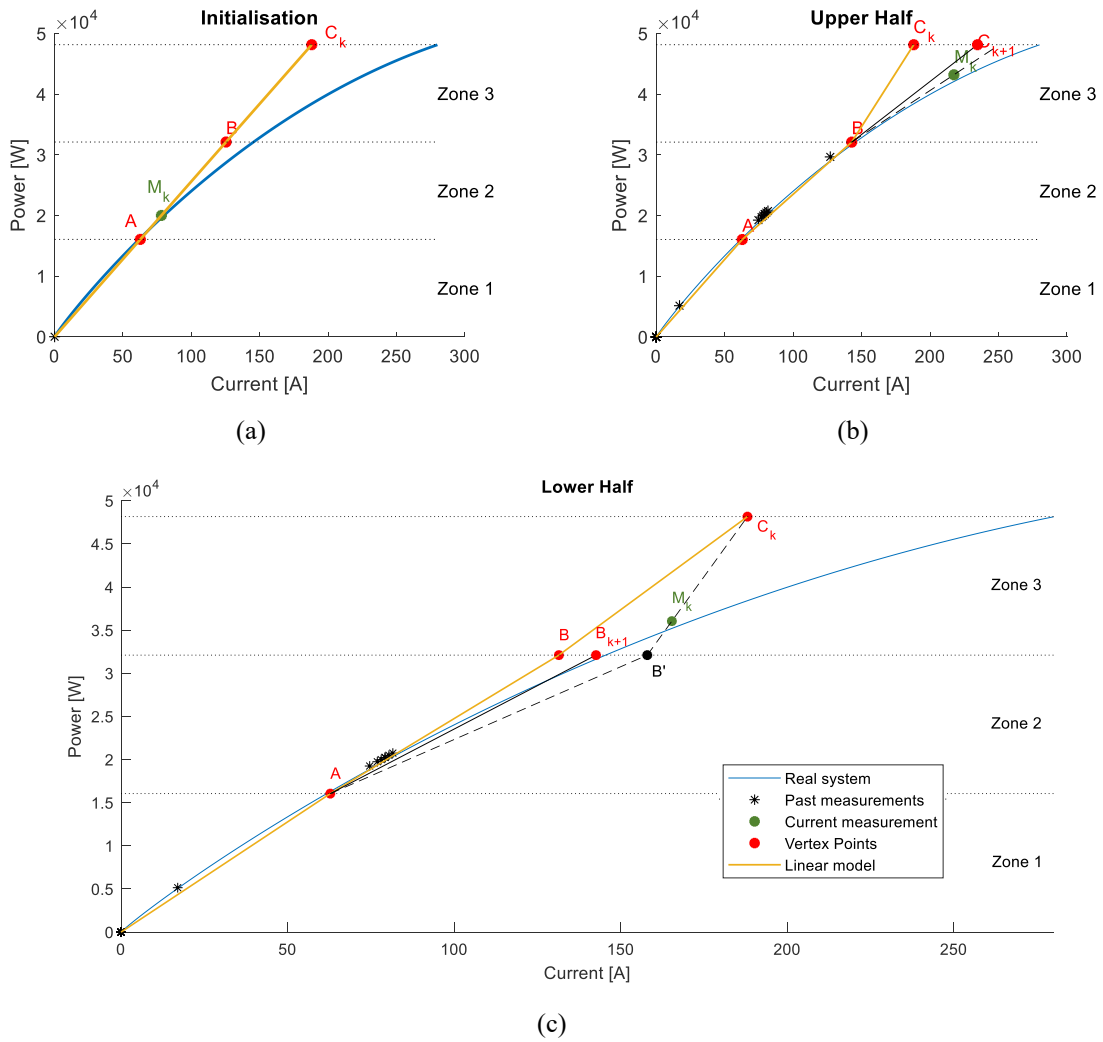 Initialisation
×10⁴
5
4
3
2
1
0
Power [W]
0 50 100 150 200 250 300
Current [A]
C_k
B
M_k
A
Zone 3
Zone 2
Zone 1
(a)
Upper Half
×10⁴
5
4
3
2
1
0
Power [W]
0 50 100 150 200 250 300
Current [A]
C_k
C_k+1
M_k
B
A
Zone 3
Zone 2
Zone 1
(b)
Lower Half
×10⁴
5
4.5
4
3.5
3
2.5
2
1.5
1
0.5
0
Power [W]
0 50 100 150 200 250
Current [A]
C_k
M_k
B
B_k+1
B'
A
Zone 3
Zone 2
Zone 1
Real system
Past measurements
Current measurement
Vertex Points
Linear model
(c)